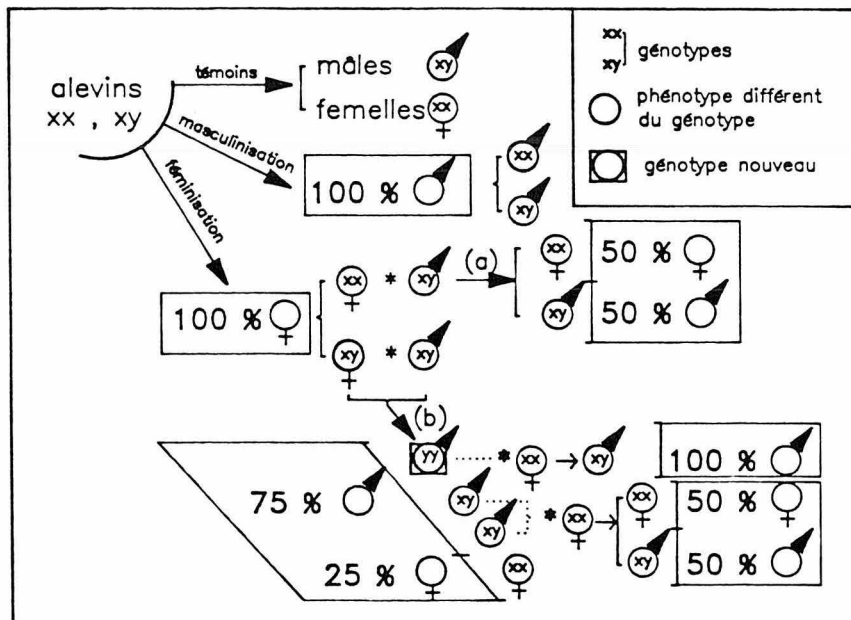 alevins
xx , xy
témoins
mâles
xy
femelles
xx
masculinisation
100 %
xx
xy
féminisation
100 %
xx * xy
(a)
xy * xy
xx
xy
50 %
50 %
(b)
75 %
25 %
yy
* xx
xy
100 %
xy
xy
* xx
xx
xy
50 %
50 %
xx
xx
xy
génotypes
phénotype différent
du génotype
génotype nouveau